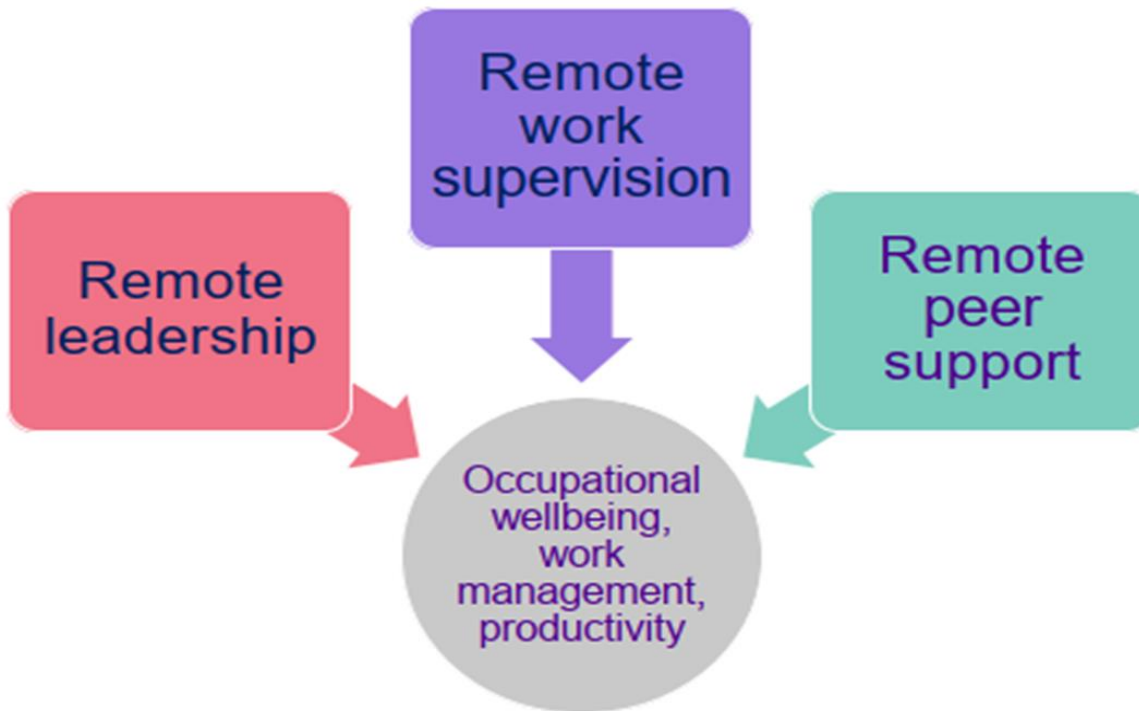 Remote
work
supervision
Remote
leadership
Remote
peer
support
Occupational
wellbeing,
work
management,
productivity